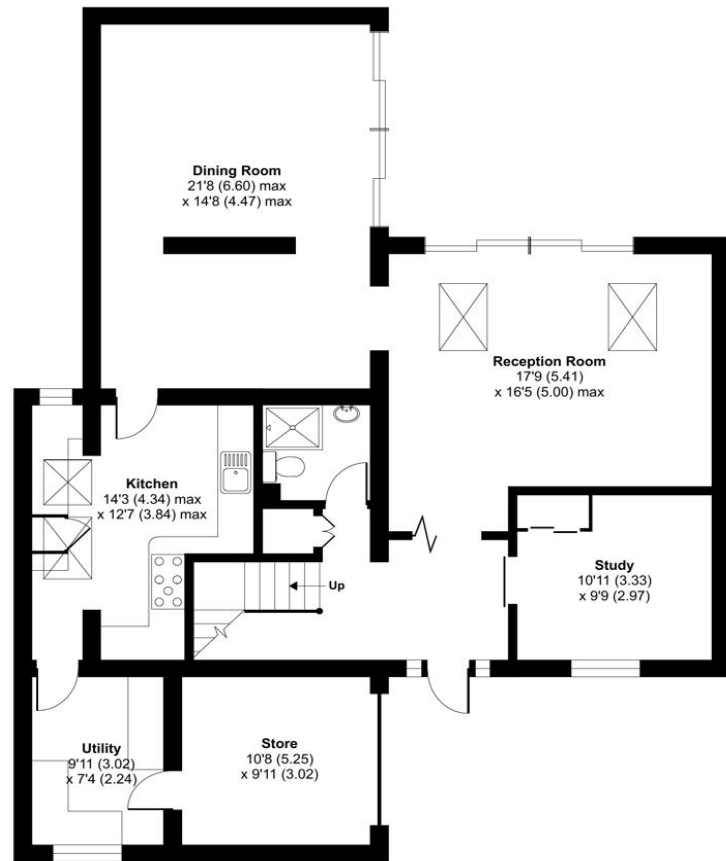 Dining Room
21'8 (6.60) max
x 14'8 (4.47) max
Reception Room
17'9 (5.41)
x 16'5 (5.00) max
Kitchen
14'3 (4.34) max
x 12'7 (3.84) max
Up
Study
10'11 (3.33)
x 9'9 (2.97)
Utility
9'11 (3.02)
x 7'4 (2.24)
Store
10'8 (5.25)
x 9'11 (3.02)